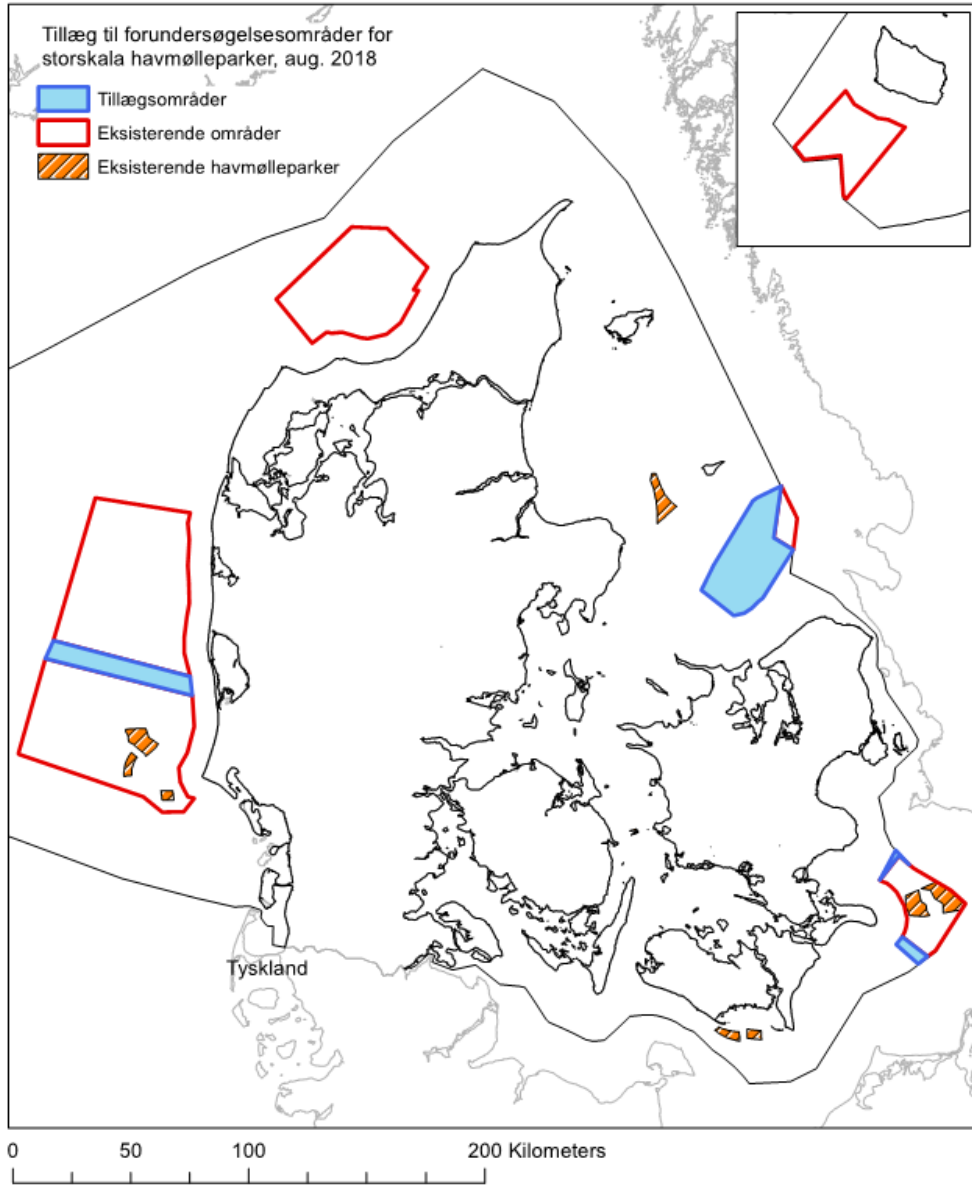 Tillæg til forundersøgelsesområder for
storskala havmølleparker, aug. 2018
Tillægsområder
Eksisterende områder
Eksisterende havmølleparker
Tyskland
0 50 100 200 Kilometers